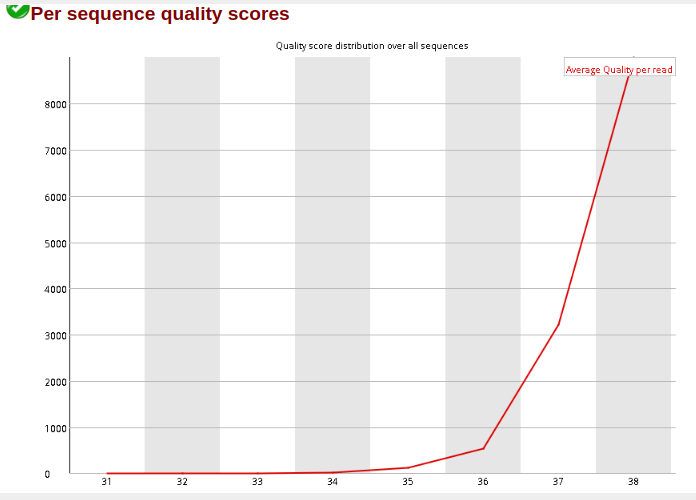 Per sequence quality scores
Quality score distribution over all sequences
Average Quality per read
8000
7000
6000
5000
4000
3000
2000
1000
0
31 32 33 34 35 36 37 38